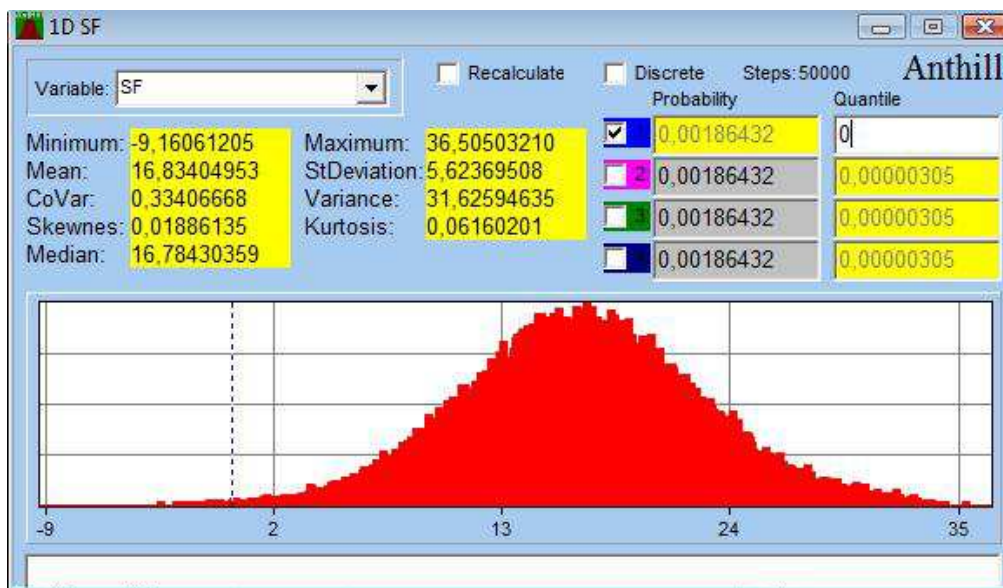 1D SF
Variable: SF
Recalculate
Discrete Steps:50000 Anthill
Probability Quantile
Minimum: -9,16061205 Maximum: 36,50503210
Mean: 16,83404953 StDeviation: 5,62369508
CoVar: 0,33406668 Variance: 31,62594635
Skewnes: 0,01886135 Kurtosis: 0,06160201
Median: 16,78430359
0,00186432 0
2 0,00186432 0,00000305
3 0,00186432 0,00000305
0,00186432 0,00000305
-9 2 13 24 35